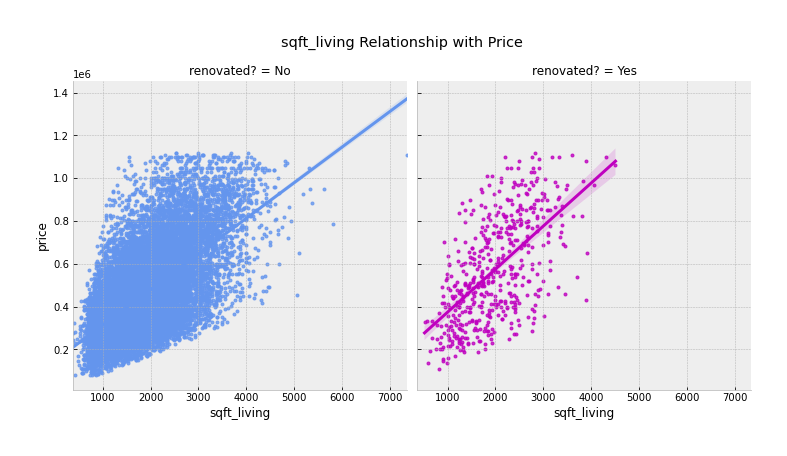 sqft_living Relationship with Price
renovated? = No
renovated? = Yes
1e6
1.4
1.2
1.0
0.8
0.6
0.4
0.2
price
1000 2000 3000 4000 5000 6000 7000
1000 2000 3000 4000 5000 6000 7000
sqft_living
sqft_living